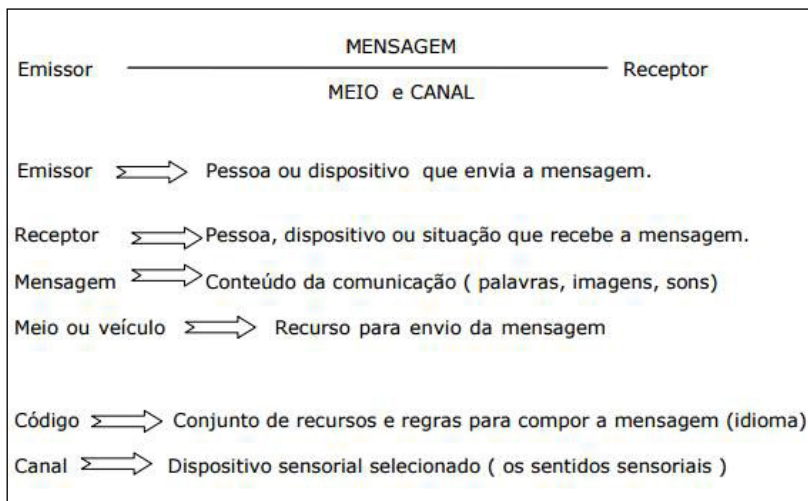 MENSAGEM
Emissor Receptor
MEIO e CANAL
Emissor Pessoa ou dispositivo que envia a mensagem.
Receptor Pessoa, dispositivo ou situação que recebe a mensagem.
Mensagem Conteúdo da comunicação ( palavras, imagens, sons)
Meio ou veículo Recurso para envio da mensagem
Código Conjunto de recursos e regras para compor a mensagem (idioma)
Canal Dispositivo sensorial selecionado ( os sentidos sensoriais )